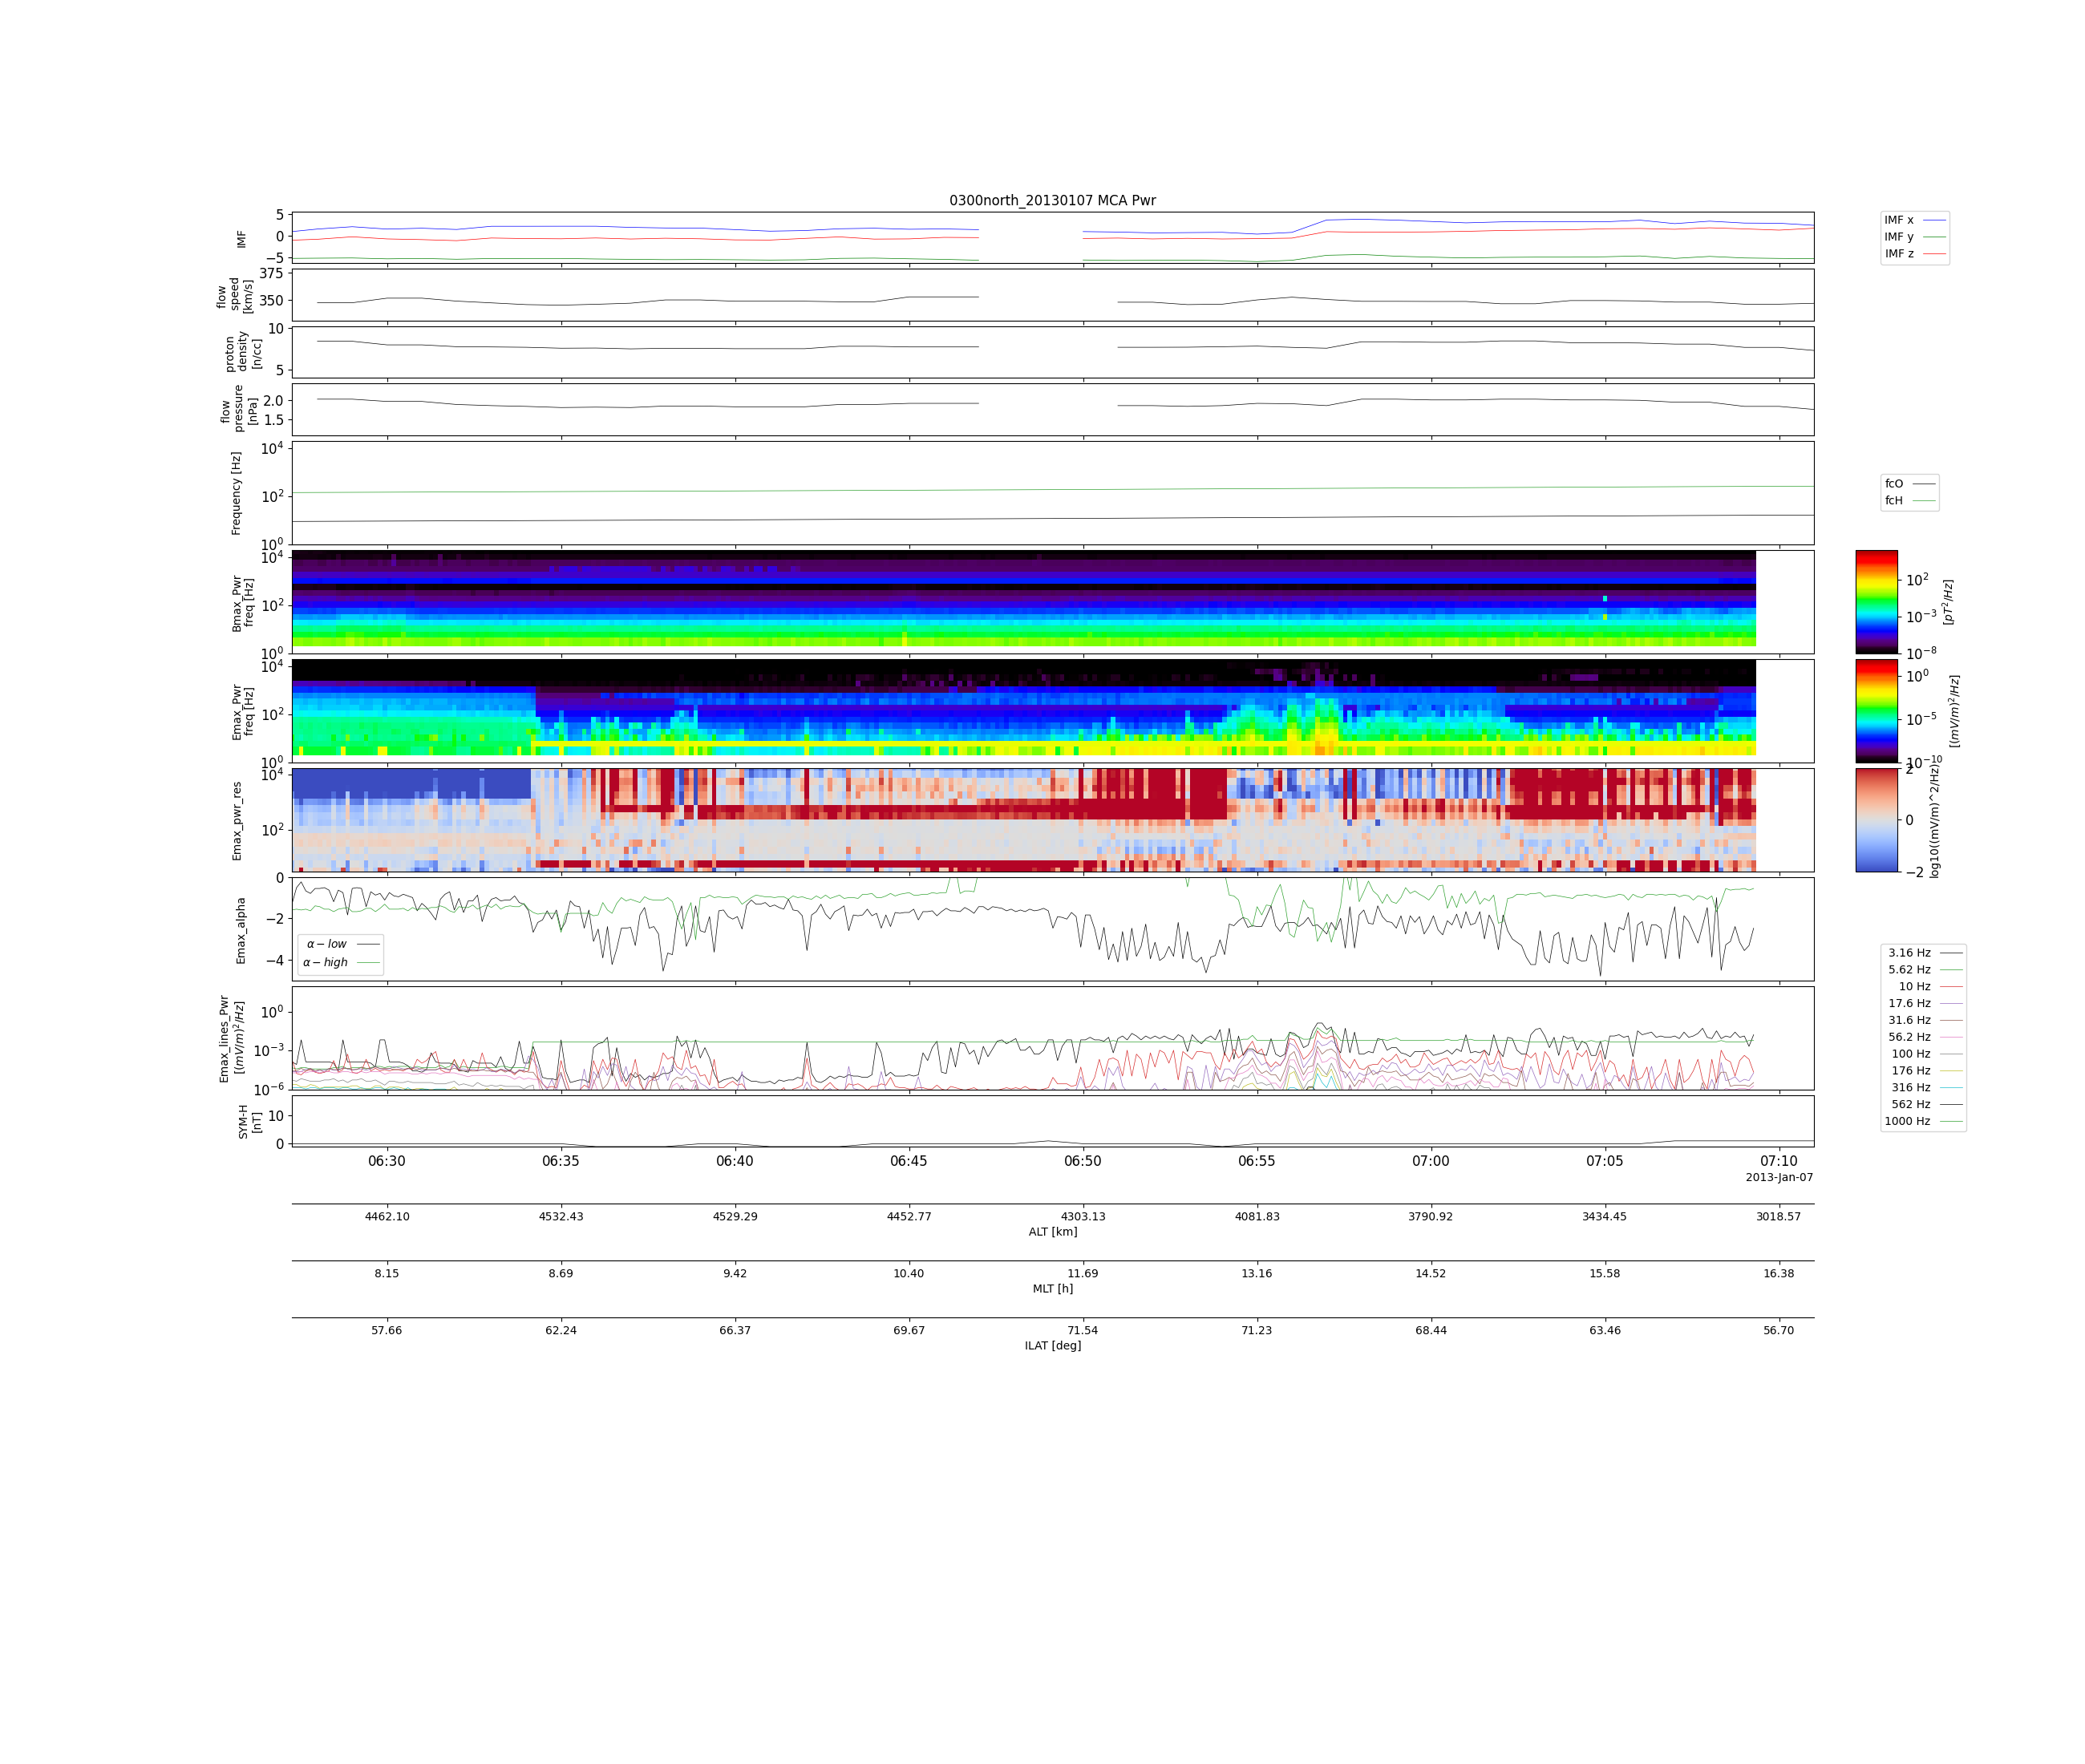 0300north_20130107 MCA Pwr
5
0
−5
IMF
IMF x
IMF y
IMF z
375
350
flow
speed
[km/s]
10
5
proton
density
[n/cc]
2.0
1.5
flow
pressure
[nPa]
10^4
10^2
10^0
Frequency [Hz]
fcO
fcH
10^4
10^2
10^0
Bmax_Pwr
freq [Hz]
10^2
10^−3
10^−8
[pT^2/Hz]
10^4
10^2
10^0
Emax_Pwr
freq [Hz]
10^0
10^−5
10^−10
[(mV/m)^2/Hz]
10^4
10^2
Emax_pwr_res
2
0
−2
log10((mV/m)^2/Hz)
0
−2
−4
Emax_alpha
α − low
α − high
10^0
10^−3
10^−6
Emax_lines_Pwr
[(mV/m)^2/Hz]
3.16 Hz
5.62 Hz
10 Hz
17.6 Hz
31.6 Hz
56.2 Hz
100 Hz
176 Hz
316 Hz
562 Hz
1000 Hz
10
0
SYM-H
[nT]
06:30 06:35 06:40 06:45 06:50 06:55 07:00 07:05 07:10
2013-Jan-07
4462.10 4532.43 4529.29 4452.77 4303.13 4081.83 3790.92 3434.45 3018.57
ALT [km]
8.15 8.69 9.42 10.40 11.69 13.16 14.52 15.58 16.38
MLT [h]
57.66 62.24 66.37 69.67 71.54 71.23 68.44 63.46 56.70
ILAT [deg]